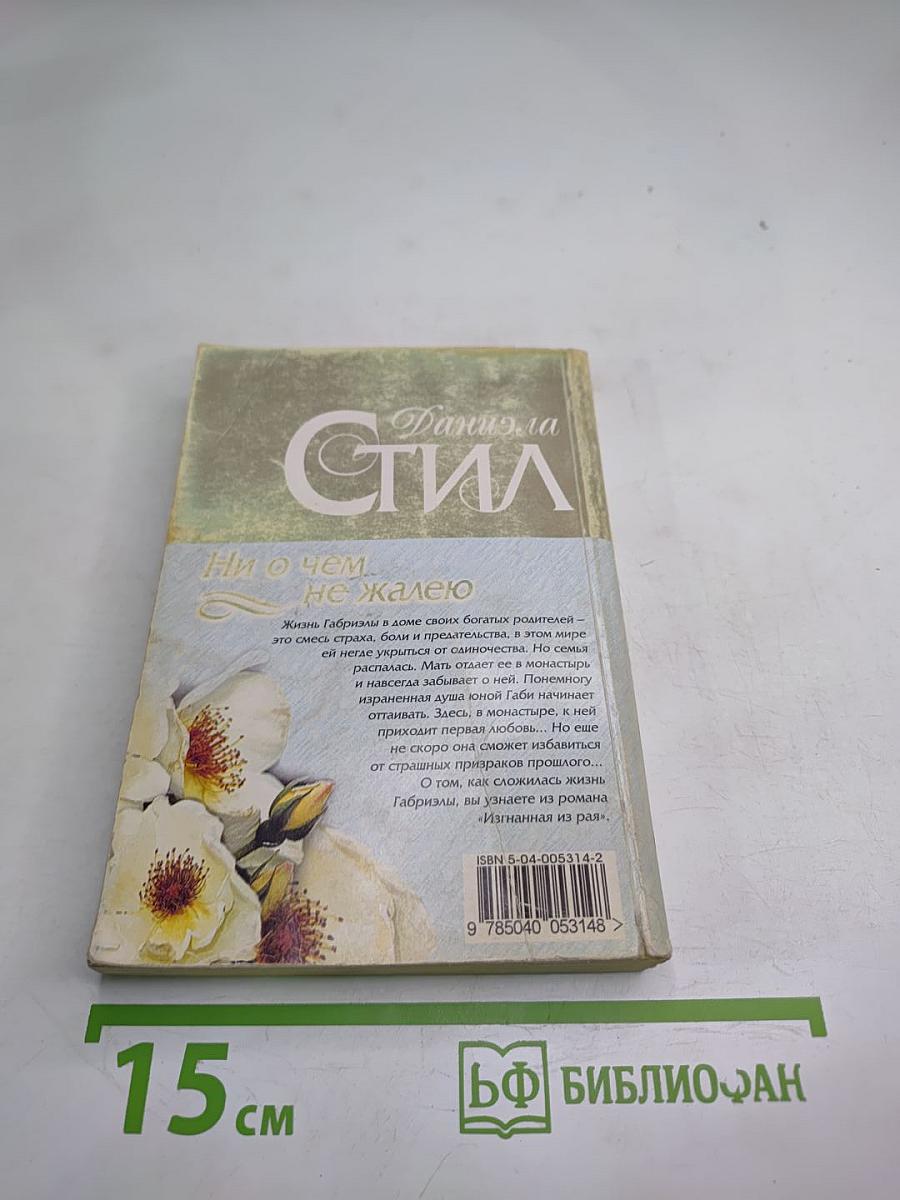 Даниэла
СТИЛ
Ни о чем
не жалею
Жизнь Габриэлы в доме своих богатых родителей –
это смесь страха, боли и предательства, в этом мире
ей негде укрыться от одиночества. Но семья
распалась. Мать отдает ее в монастырь
и навсегда забывает о ней. Понемногу
израненная душа юной Габи начинает
оттаивать. Здесь, в монастыре, к ней
приходит первая любовь... Но еще
не скоро она сможет избавиться
от страшных призраков прошлого...
О том, как сложилась жизнь
Габриэлы, вы узнаете из романа
«Изгнанная из рая».
ISBN 5-04-005314-2
9 785040 053148 >
15 см
БФ БИБЛИОФАН